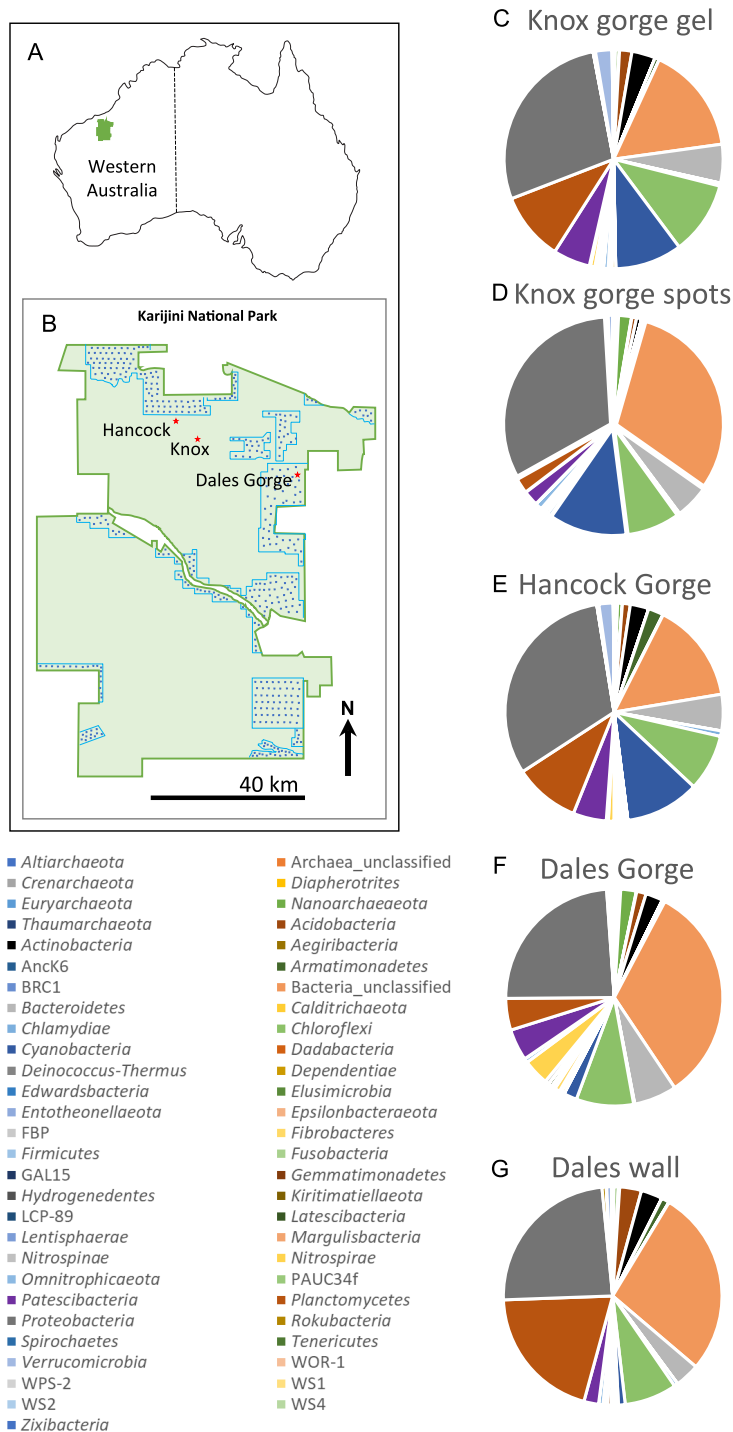 A
Western
Australia
B
Karijini National Park
Hancock
Knox
Dales Gorge
N
40 km
C Knox gorge gel
D Knox gorge spots
E Hancock Gorge
F Dales Gorge
G Dales wall
Altiarchaeota
Archaea_unclassified
Crenarchaeota
Diapherotrites
Euryarchaeota
Nanoarchaeaeota
Thaumarchaeota
Acidobacteria
Actinobacteria
Aegiribacteria
AncK6
Armatimonadetes
BRC1
Bacteria_unclassified
Bacteroidetes
Calditrichaeota
Chlamydiae
Chloroflexi
Cyanobacteria
Dadabacteria
Deinococcus-Thermus
Dependentiae
Edwardsbacteria
Elusimicrobia
Entotheonellaeota
Epsilonbacteraeota
FBP
Fibrobacteres
Firmicutes
Fusobacteria
GAL15
Gemmatimonadetes
Hydrogenedentes
Kiritimatiellaeota
LCP-89
Latescibacteria
Lentisphaerae
Margulisbacteria
Nitrospinae
Nitrospirae
Omnitrophicaeota
PAUC34f
Patescibacteria
Planctomycetes
Proteobacteria
Rokubacteria
Spirochaetes
Tenericutes
Verrucomicrobia
WOR-1
WPS-2
WS1
WS2
WS4
Zixibacteria